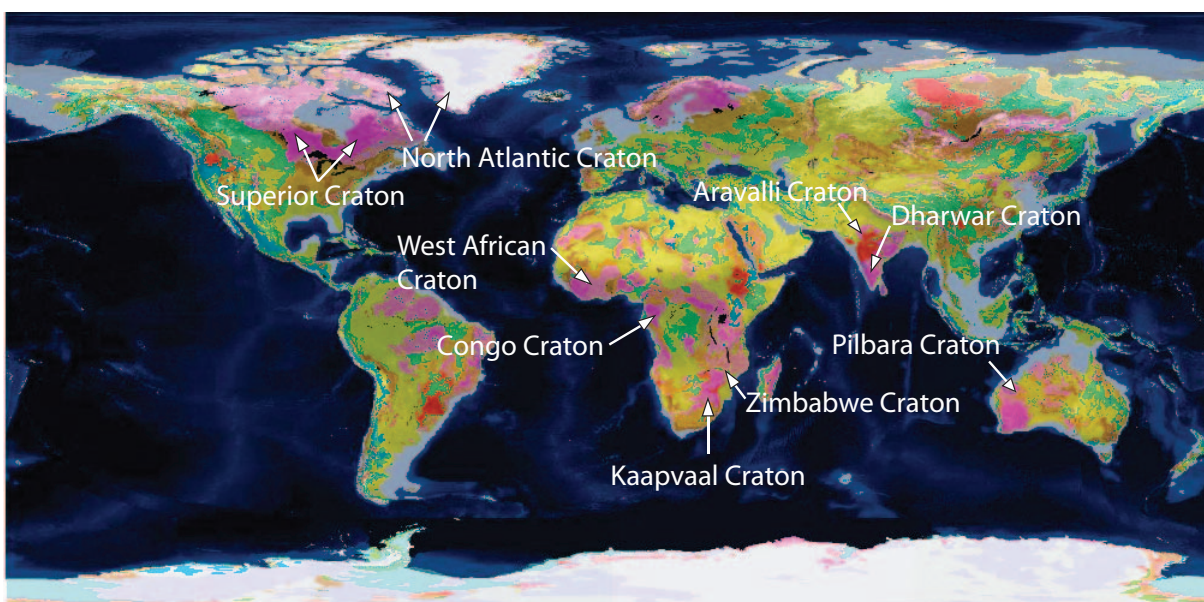 North Atlantic Craton
Superior Craton
Aravalli Craton
Dharwar Craton
West African
Craton
Congo Craton
Pilbara Craton
Zimbabwe Craton
Kaapvaal Craton